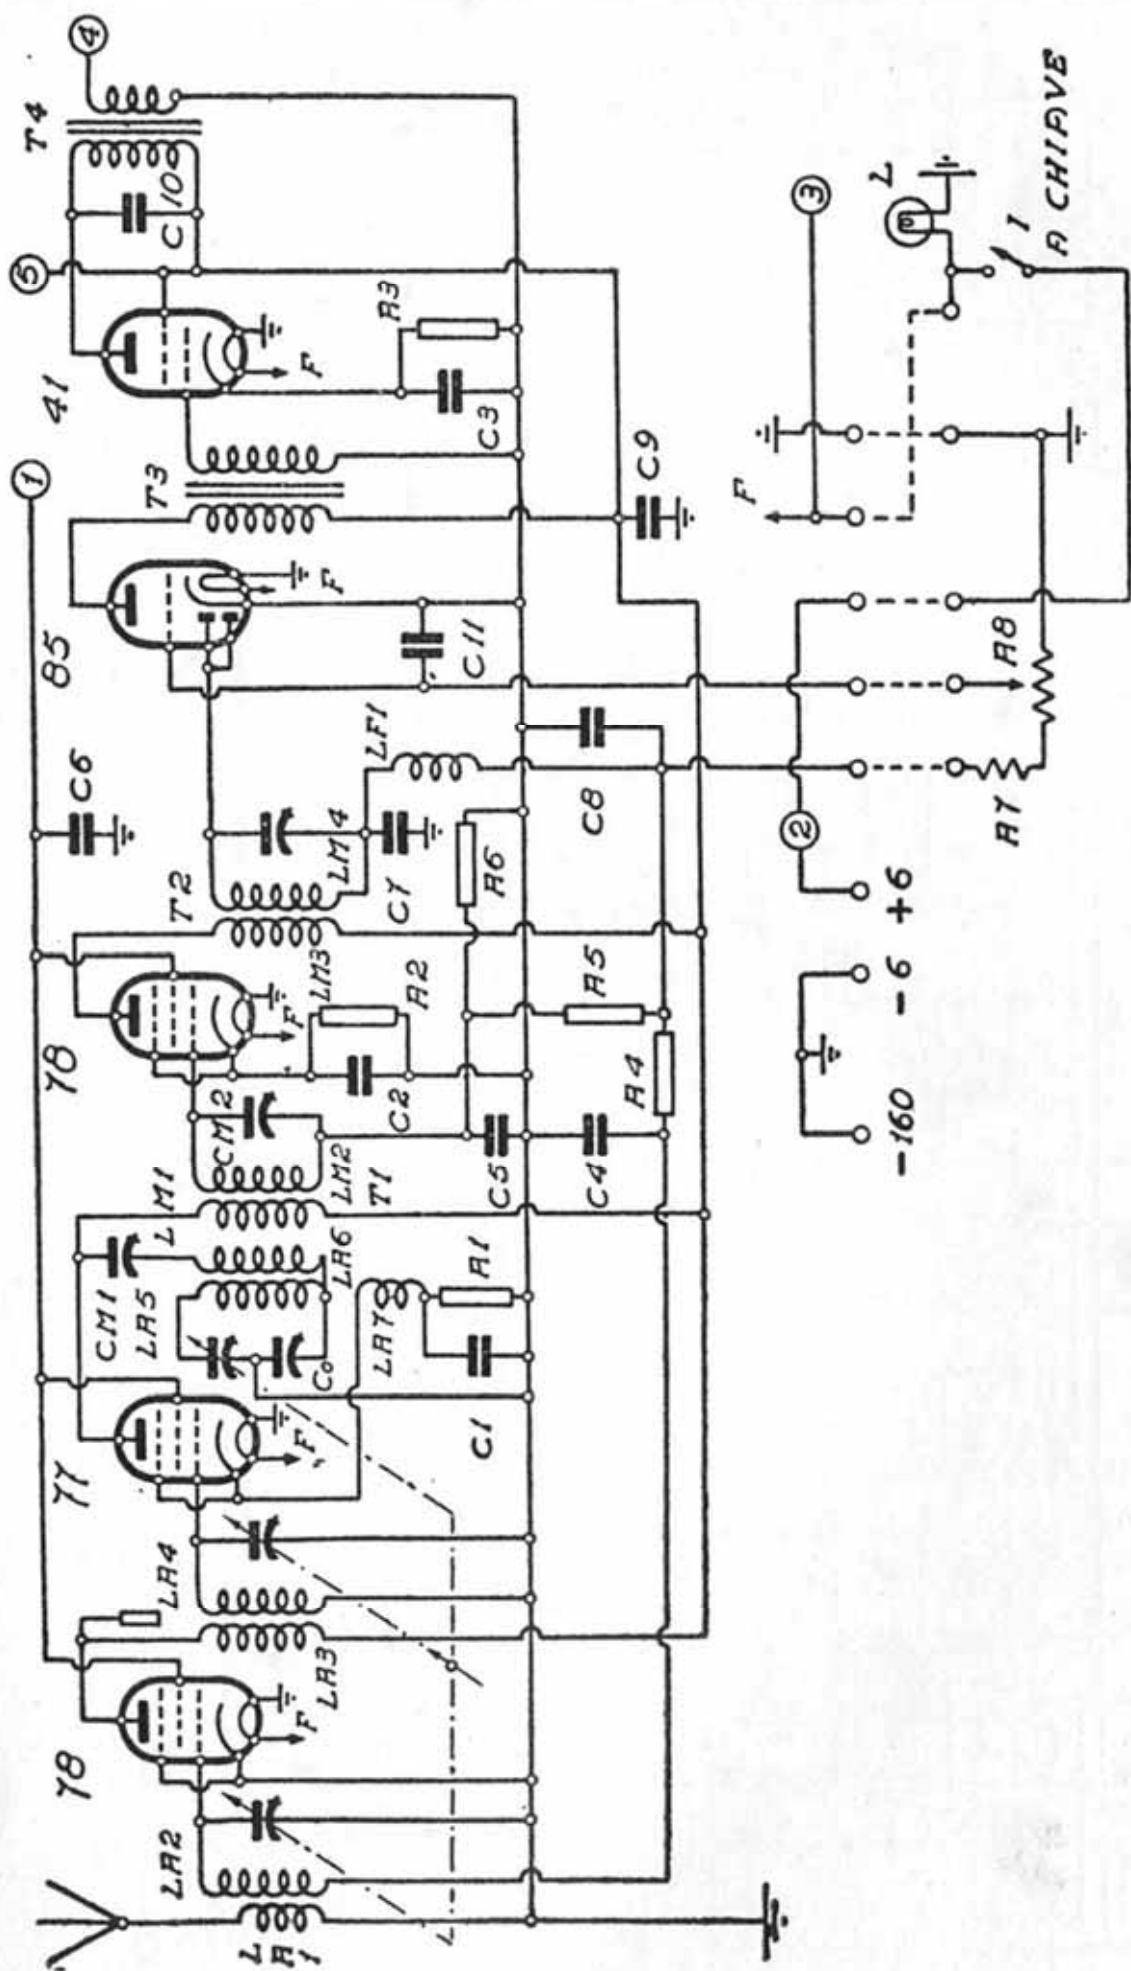 78
77
78
85
41
1
5
4
T4
C6
T3
T2
C10
LA1
LA2
LA3
LA4
CM1
LA5
LM1
CM2
LA6
LM2
T1
LM3
LM4
LF1
F
F
F
F
F
LA7
C0
C1
R1
C2
R2
C7
C11
C3
R3
C5
C4
R6
R5
R4
C8
C9
-160
-6
+6
2
F
3
R7
R8
L
I
A CHIAVE